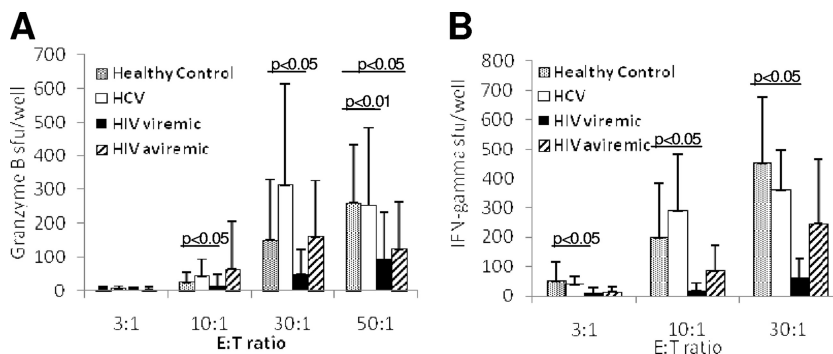 A
Granzyme B sfu/well
700
600
500
400
300
200
100
0
Healthy Control
HCV
HIV viremic
HIV aviremic
p<0.05
p<0.05
p<0.05
p<0.01
3:1 10:1 30:1 50:1
E:T ratio
B
IFN-gamma sfu/well
800
700
600
500
400
300
200
100
0
Healthy Control
HCV
HIV viremic
HIV aviremic
p<0.05
p<0.05
p<0.05
3:1 10:1 30:1
E:T ratio